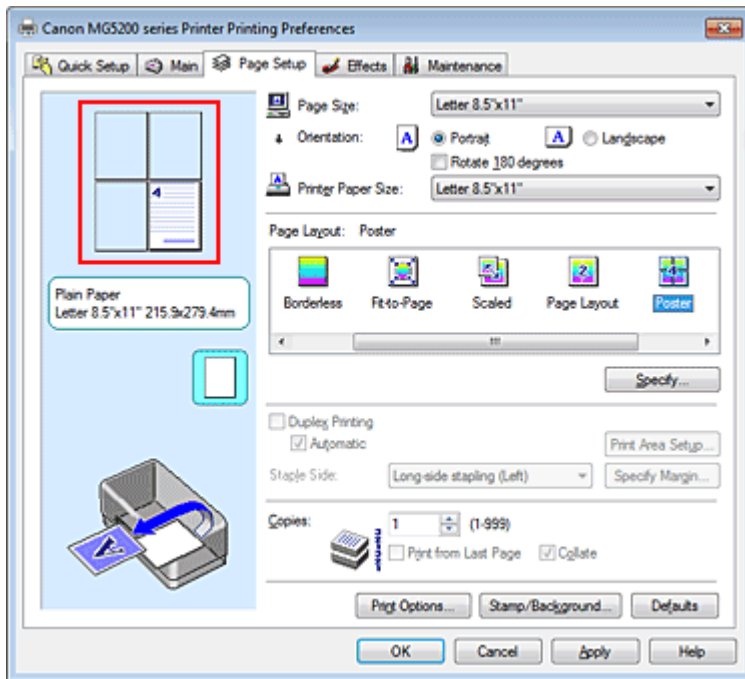 Canon MG5200 series Printer Printing Preferences
Quick Setup Main Page Setup Effects Maintenance
Page Size: Letter 8.5"x11"
Orientation: A Portrait A Landscape
Rotate 180 degrees
Printer Paper Size: Letter 8.5"x11"
Page Layout: Poster
Borderless Fit-to-Page Scaled Page Layout Poster
Specify...
4
Plain Paper
Letter 8.5"x11" 215.9x279.4mm
Duplex Printing
Automatic Print Area Setup...
Staple Side: Long-side stapling (Left) Specify Margin...
Copies: 1 (1-999)
Print from Last Page Collate
Print Options... Stamp/Background... Defaults
OK Cancel Apply Help